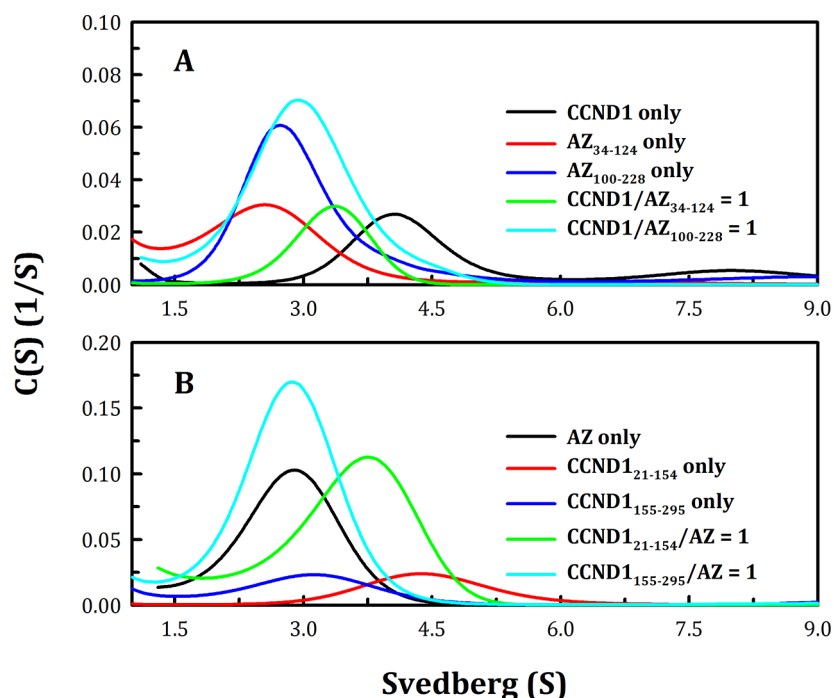 0.10
A
0.08
CCND1 only
0.06
AZ34-124 only
AZ100-228 only
0.04
CCND1/AZ34-124 = 1
0.02
CCND1/AZ100-228 = 1
0.00
1.5 3.0 4.5 6.0 7.5 9.0
C(S) (1/S)
0.20
B
0.15
AZ only
CCND121-154 only
0.10
CCND1155-295 only
CCND121-154/AZ = 1
0.05
CCND1155-295/AZ = 1
0.00
1.5 3.0 4.5 6.0 7.5 9.0
Svedberg (S)